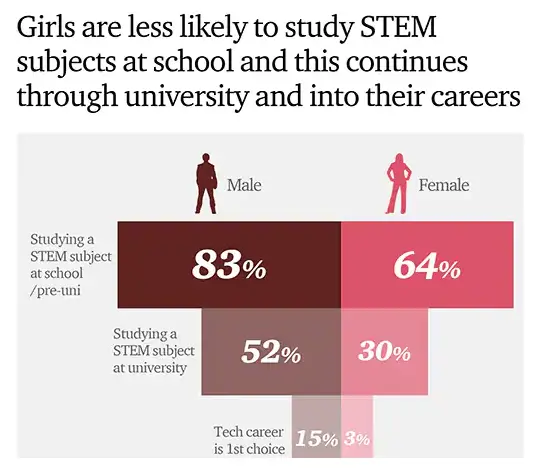 Girls are less likely to study STEM
subjects at school and this continues
through university and into their careers
Male
Female
Studying a
STEM subject
at school
/pre-uni
83%
64%
Studying a
STEM subject
at university
52%
30%
Tech career
is 1st choice
15%
3%